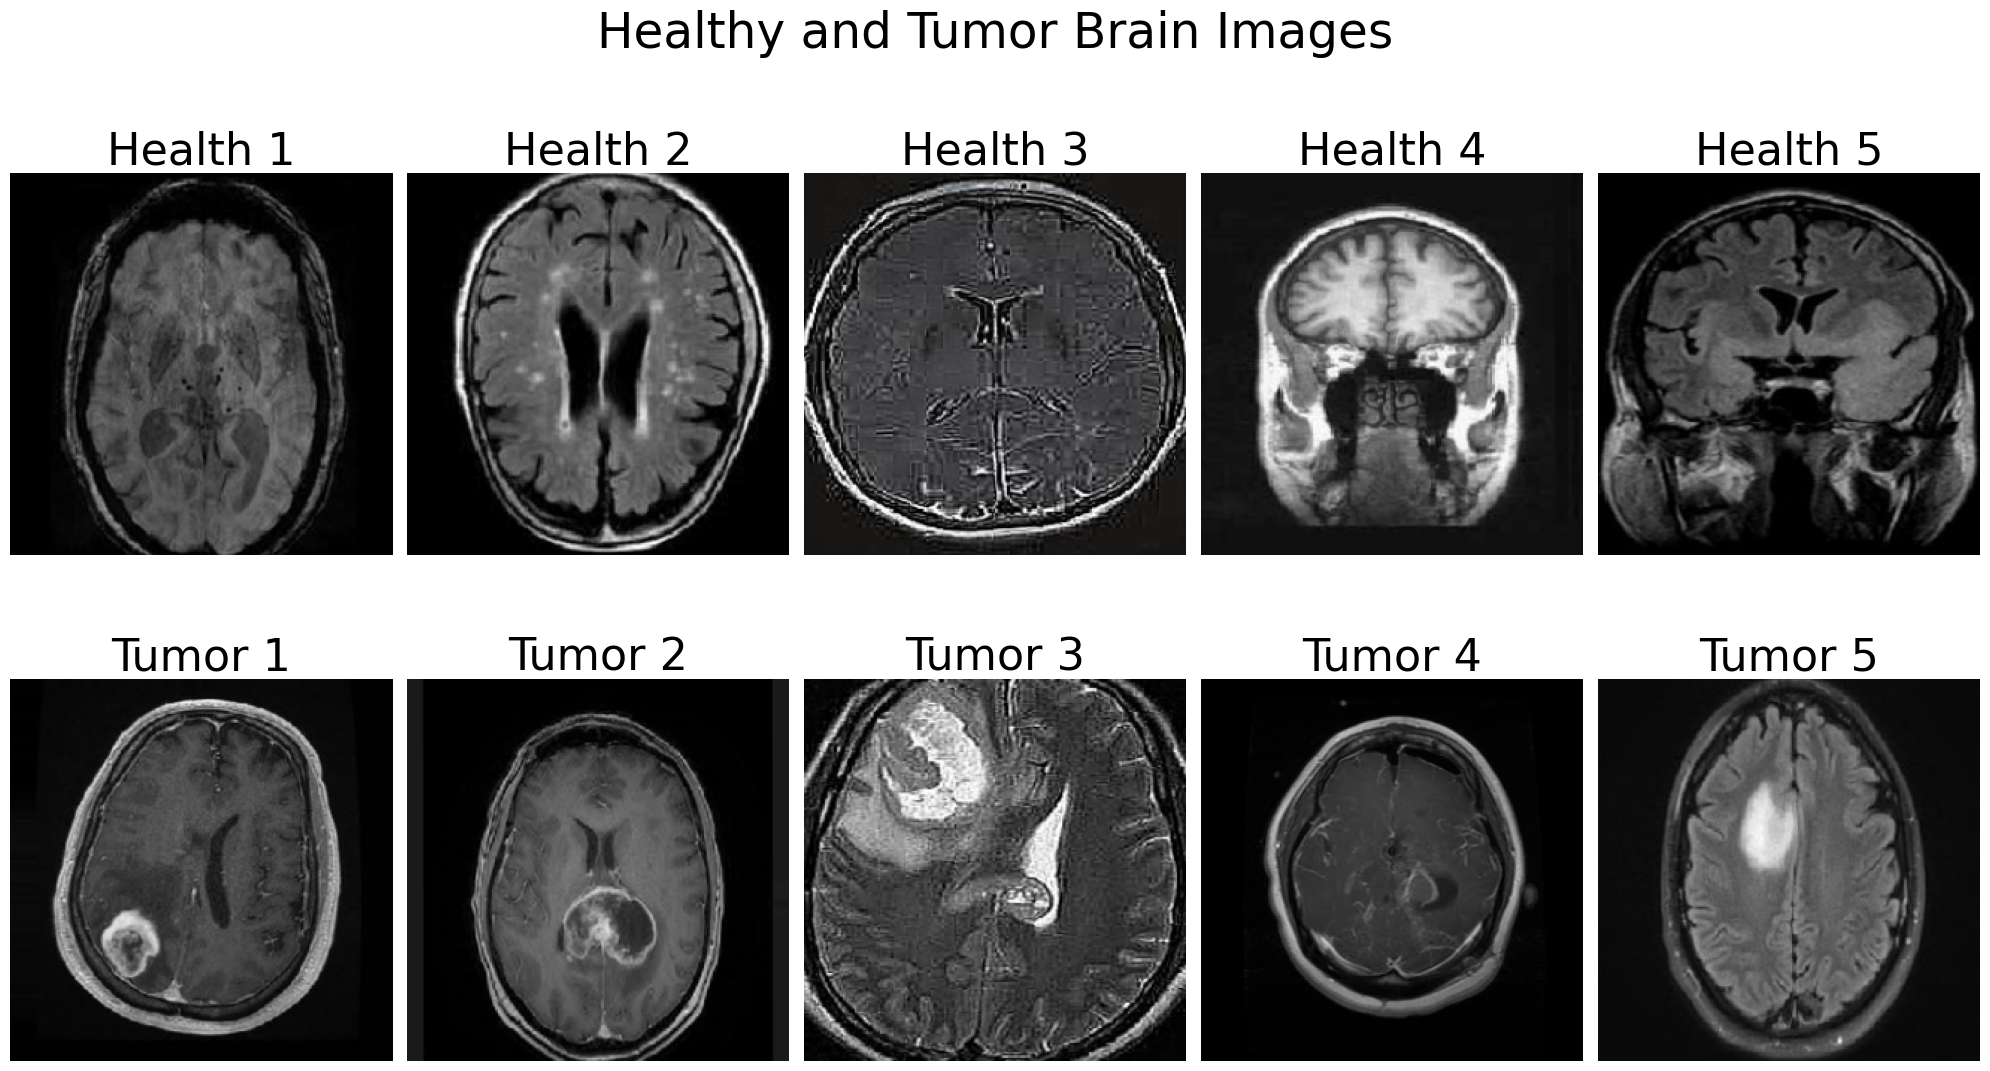 Healthy and Tumor Brain Images
Health 1
Health 2
Health 3
Health 4
Health 5
Tumor 1
Tumor 2
Tumor 3
Tumor 4
Tumor 5